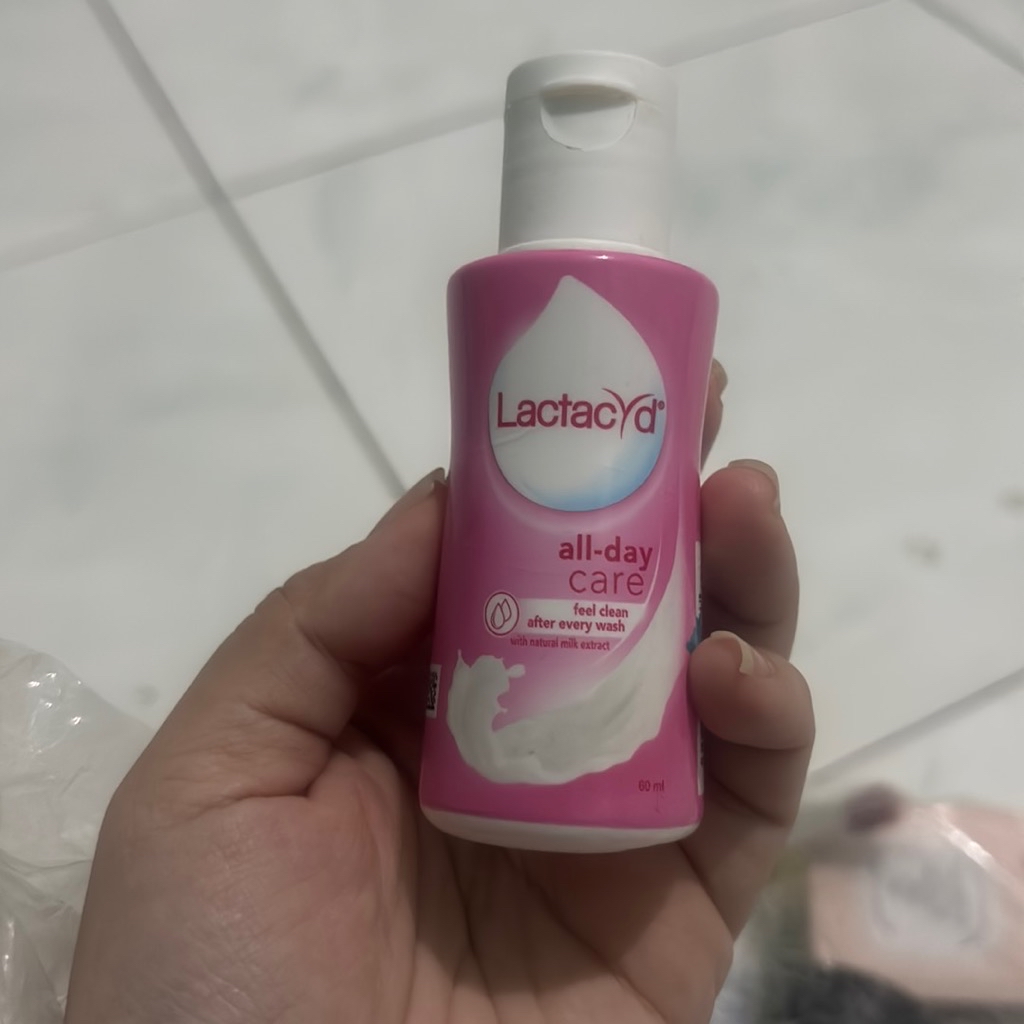 Lactacyd®
all-day
care
feel clean
after every wash
with natural milk extract
60 ml